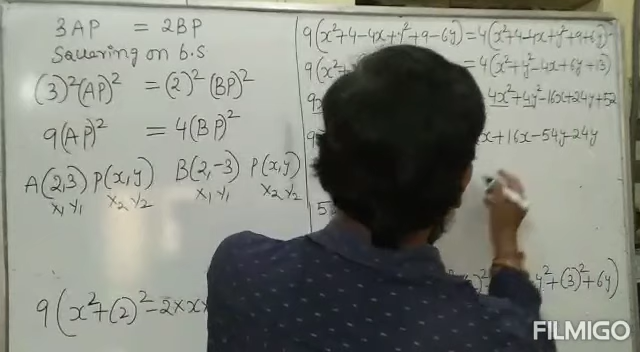 3AP = 2BP
Squaring on b.s
(3)²(AP)² = (2)²(BP)²
9(AP)² = 4(BP)²
A(2,3) P(x,y) B(2,-3) P(x,y)
x₁ y₁ x₂ y₂ x₁ y₁ x₂ y₂
9(x²+(2)²-2×x×
9(x²+4-4x+y²+9-6y) = 4(x²+4-4x+y²+9+6y)
9(x² = 4(x²+y²-4x+6y+13)
4x²+4y²-16x+24y+52
x+16x-54y-24y
5
y²+(3)²+6y)
FILMIGO